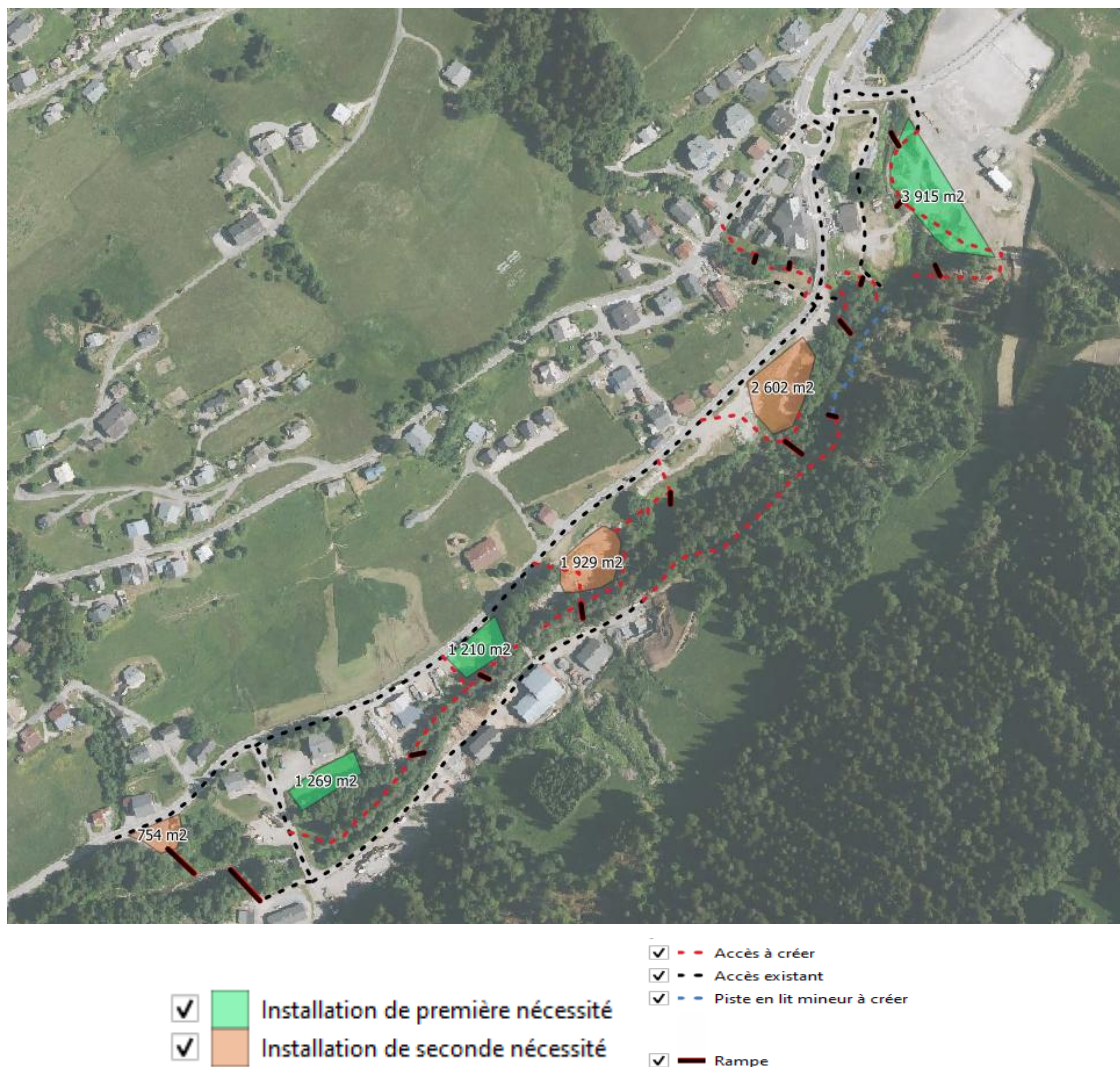 3 915 m2
2 602 m2
1 929 m2
1 210 m2
1 269 m2
754 m2
Accès à créer
Accès existant
Piste en lit mineur à créer
Installation de première nécessité
Installation de seconde nécessité
Rampe